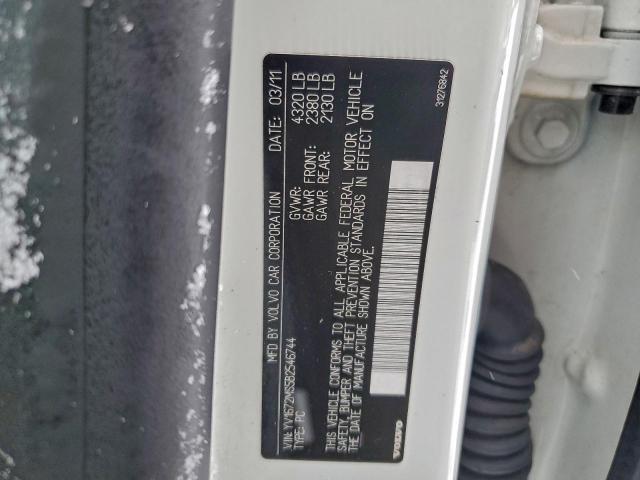 MFD BY VOLVO CAR CORPORATION DATE: 03/11
GVWR: 4320 LB
GAWR FRONT: 2380 LB
GAWR REAR: 2130 LB
VIN: YV1672MS5B2546744
TYPE: PC
THIS VEHICLE CONFORMS TO ALL APPLICABLE FEDERAL MOTOR VEHICLE
SAFETY, BUMPER AND THEFT PREVENTION STANDARDS IN EFFECT ON
THE DATE OF MANUFACTURE SHOWN ABOVE.
VOLVO
31276842